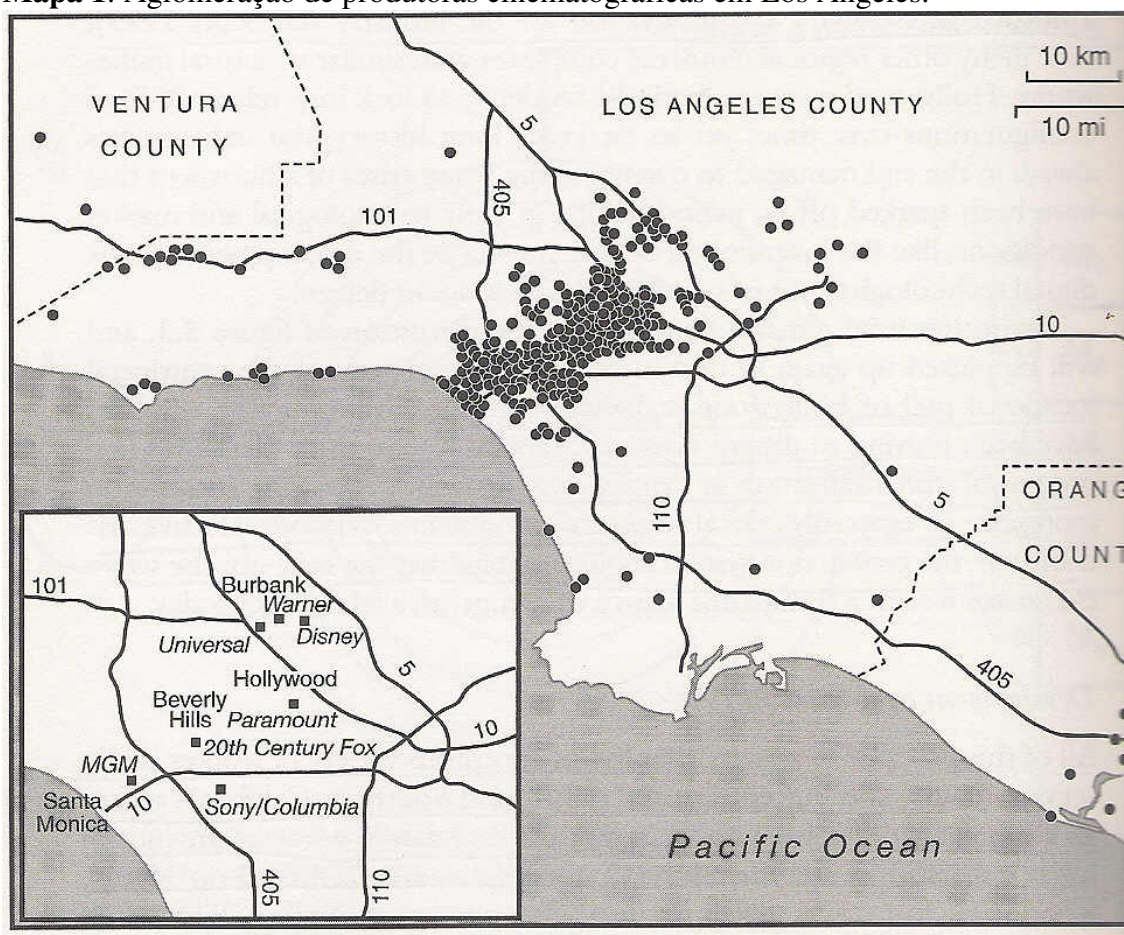 Mapa 1: Aglomeração de produtoras cinematográficas em Los Angeles.
VENTURA
COUNTY
LOS ANGELES COUNTY
10 km
10 mi
5
405
101
10
110
5
ORANG
COUNT
405
Pacific Ocean
101
Burbank
Warner
Universal
Disney
5
Hollywood
Beverly
Hills
Paramount
10
20th Century Fox
MGM
Santa
Monica
10
Sony/Columbia
405
110